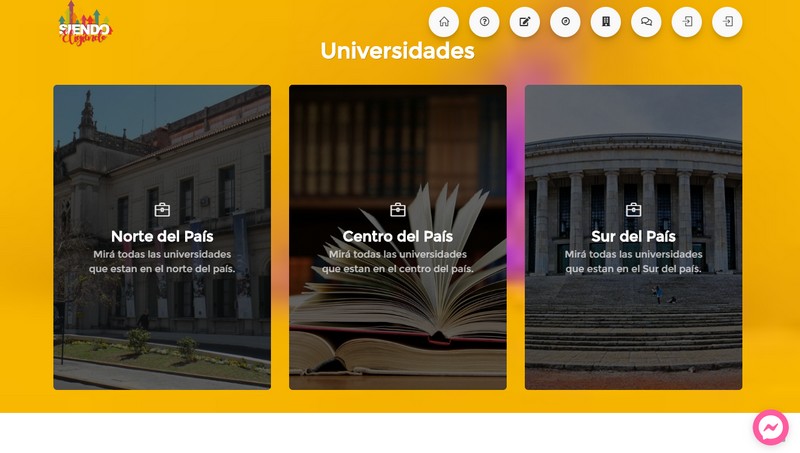 SIENDO
Eligiendo
Universidades
Norte del País
Mirá todas las universidades
que estan en el norte del país.
Centro del País
Mirá todas las universidades
que estan en el centro del país.
Sur del País
Mirá todas las universidades
que estan en el Sur del país.